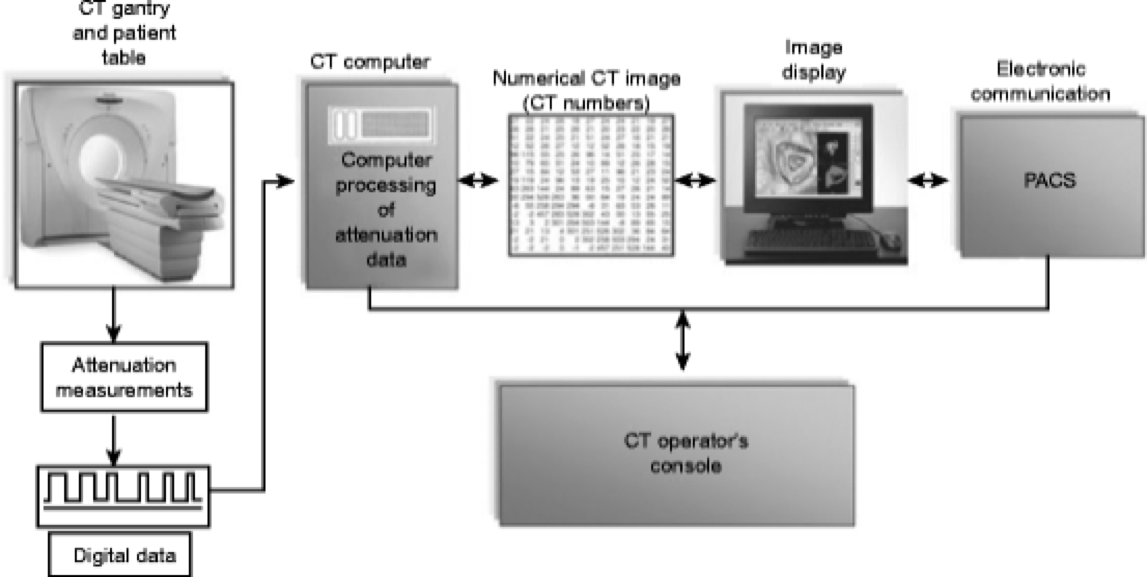 CT gantry
and patient
table
CT computer
Computer
processing
of
attenuation
data
Numerical CT image
(CT numbers)
Image
display
Electronic
communication
PACS
Attenuation
measurements
Digital data
CT operator's
console